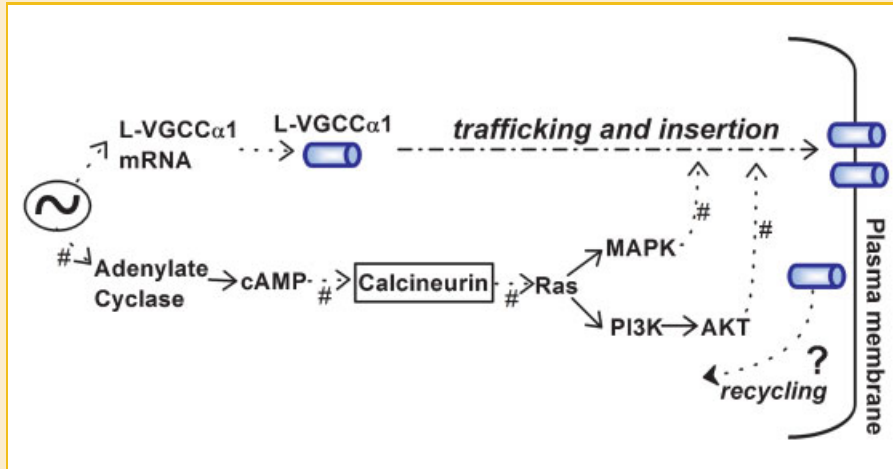 L-VGCCα1
mRNA
L-VGCCα1
trafficking and insertion
#
Adenylate
Cyclase
cAMP
#
Calcineurin
#
Ras
MAPK
#
PI3K
AKT
#
?
recycling
Plasma membrane